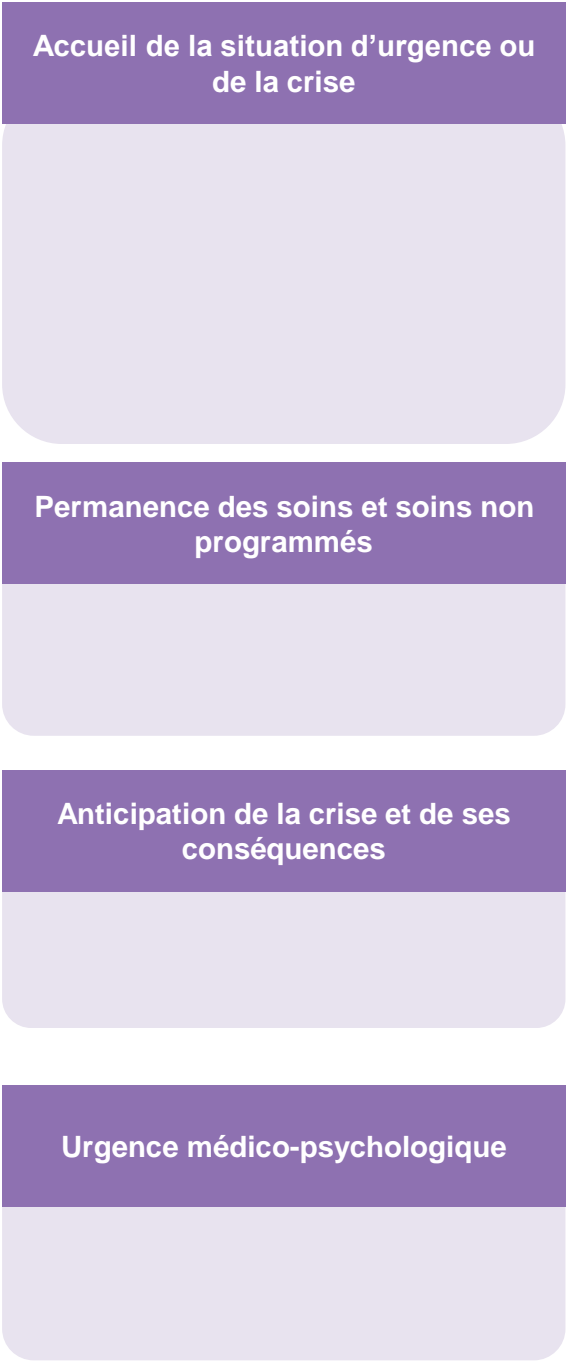 Accueil de la situation d’urgence ou
de la crise
Permanence des soins et soins non
programmés
Anticipation de la crise et de ses
conséquences
Urgence médico-psychologique